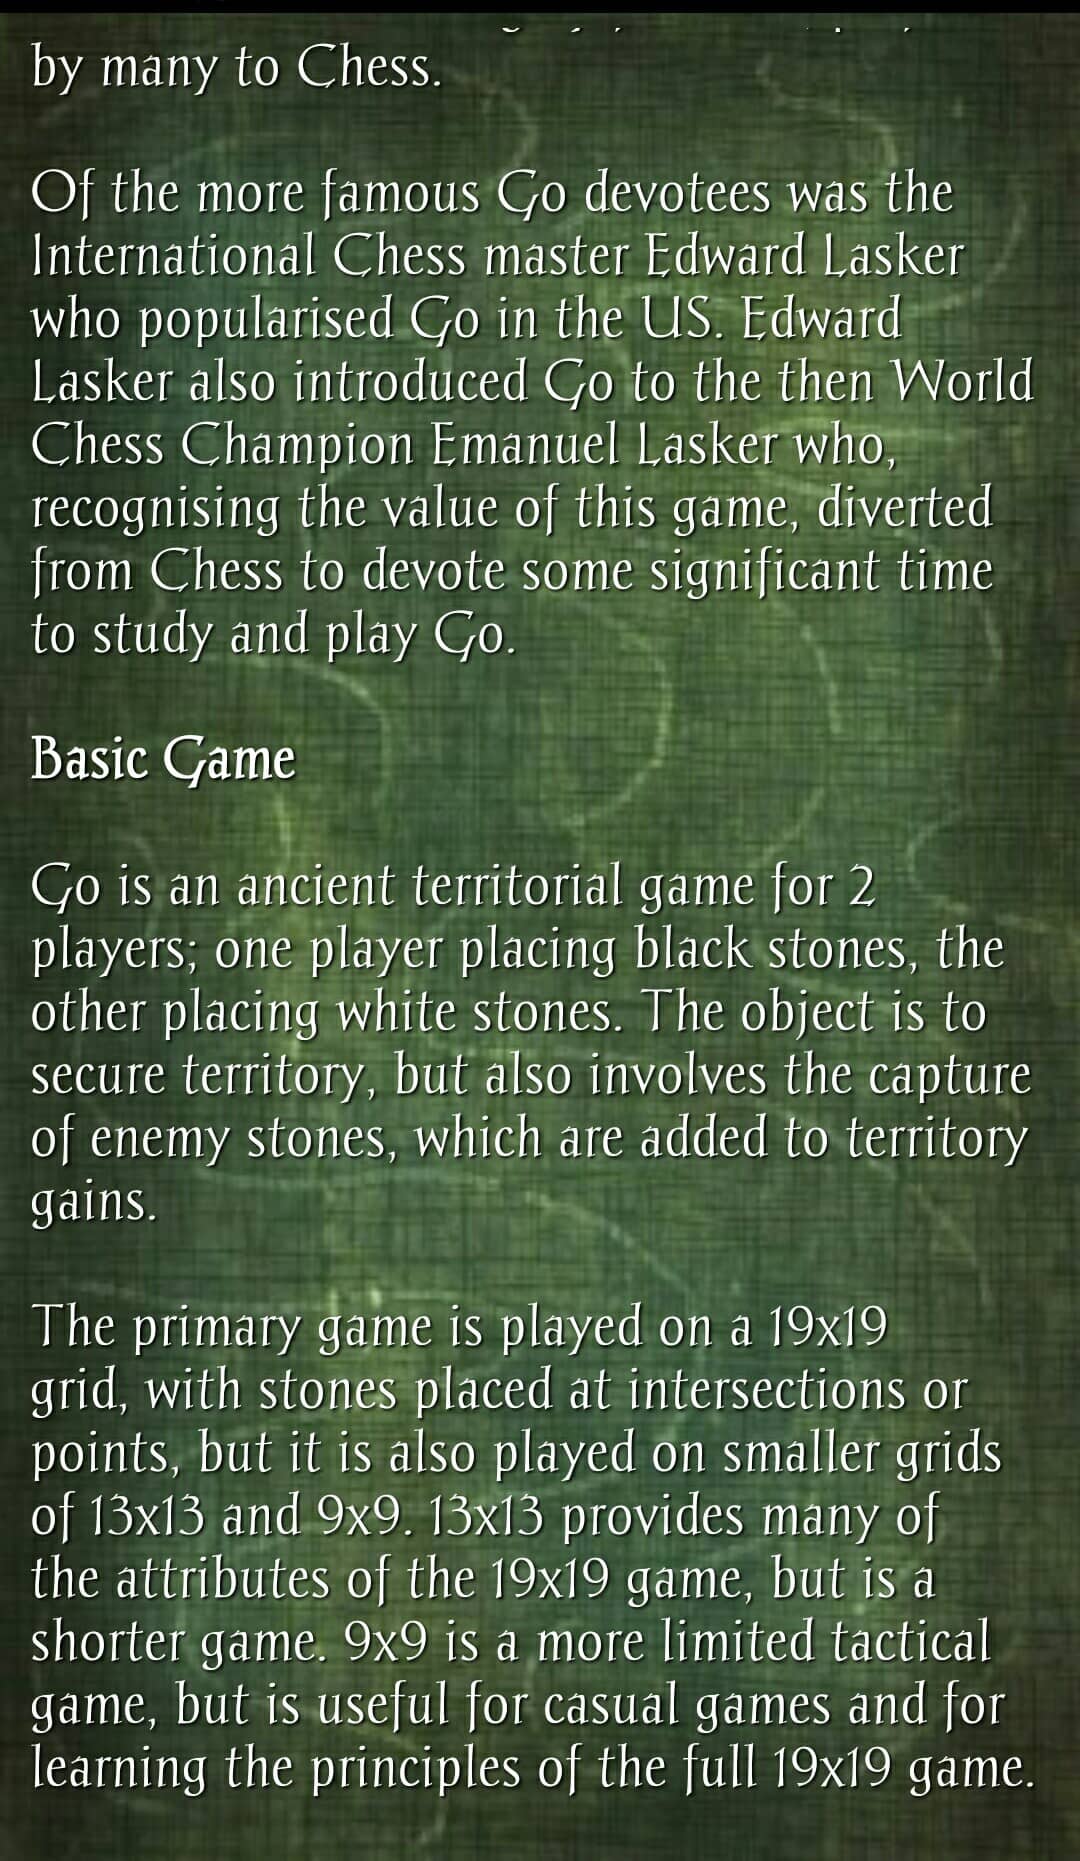 by many to Chess.
Of the more famous Go devotees was the
International Chess master Edward Lasker
who popularised Go in the US. Edward
Lasker also introduced Go to the then World
Chess Champion Emanuel Lasker who,
recognising the value of this game, diverted
from Chess to devote some significant time
to study and play Go.
Basic Game
Go is an ancient territorial game for 2
players; one player placing black stones, the
other placing white stones. The object is to
secure territory, but also involves the capture
of enemy stones, which are added to territory
gains.
The primary game is played on a 19x19
grid, with stones placed at intersections or
points, but it is also played on smaller grids
of 13x13 and 9x9. 13x13 provides many of
the attributes of the 19x19 game, but is a
shorter game. 9x9 is a more limited tactical
game, but is useful for casual games and for
learning the principles of the full 19x19 game.